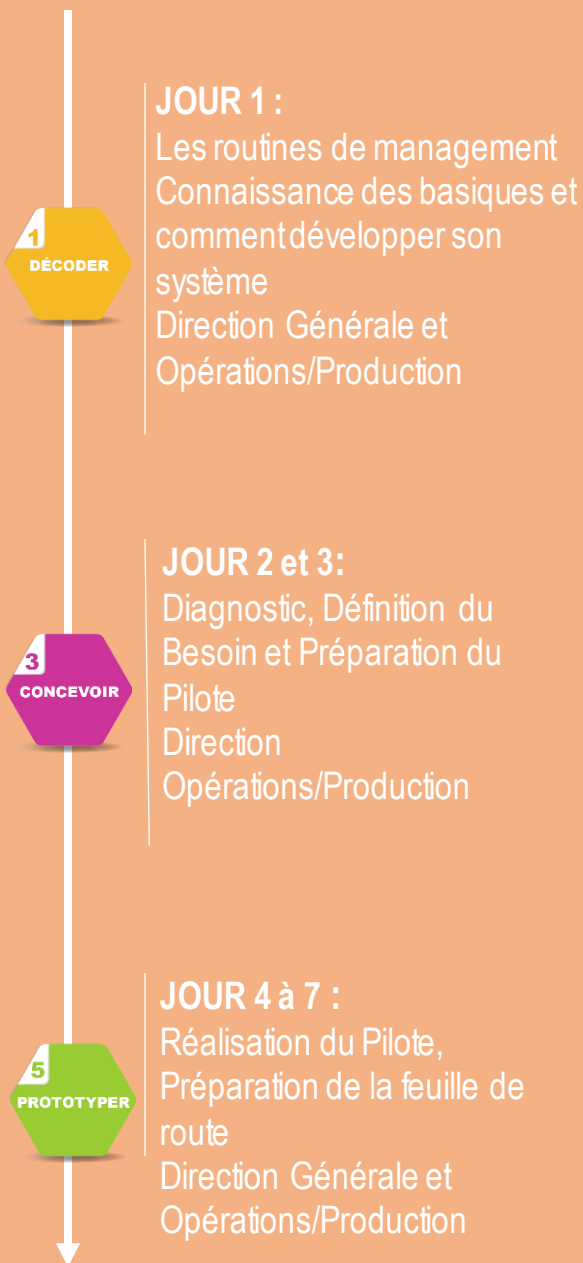 JOUR 1 :
Les routines de management
Connaissance des basiques et
comment développer son
système
Direction Générale et
Opérations/Production
1
DÉCODER
JOUR 2 et 3:
Diagnostic, Définition du
Besoin et Préparation du
Pilote
Direction
Opérations/Production
3
CONCEVOIR
JOUR 4 à 7 :
Réalisation du Pilote,
Préparation de la feuille de
route
Direction Générale et
Opérations/Production
5
PROTOTYPER